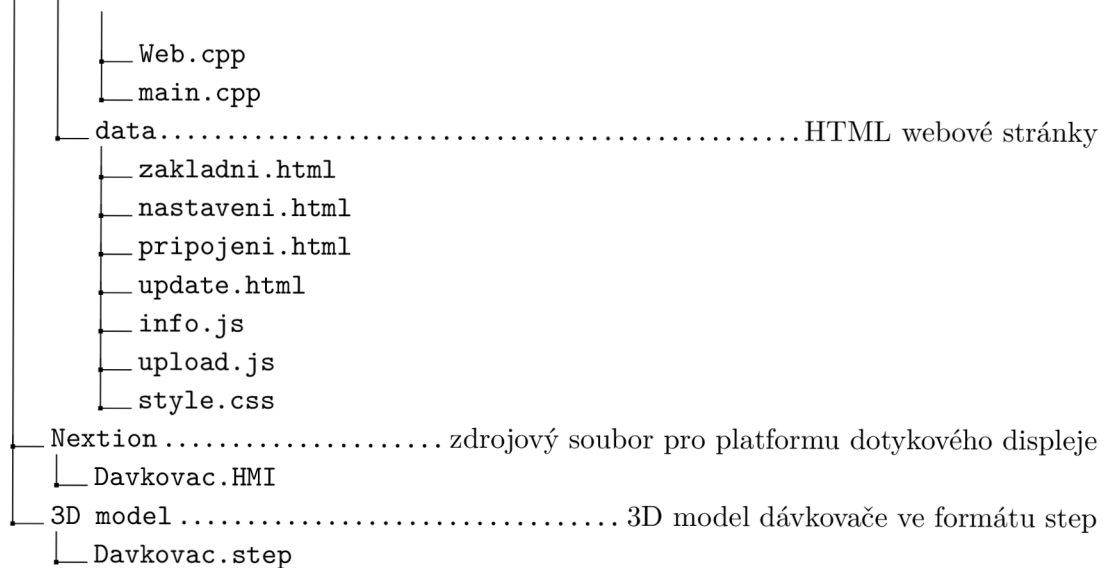 Web.cpp
main.cpp
data................................................HTML webové stránky
zakladni.html
nastaveni.html
pripojeni.html
update.html
info.js
upload.js
style.css
Nextion.....................zdrojový soubor pro platformu dotykového displeje
Davkovac.HMI
3D model.................................3D model dávkovače ve formátu step
Davkovac.step